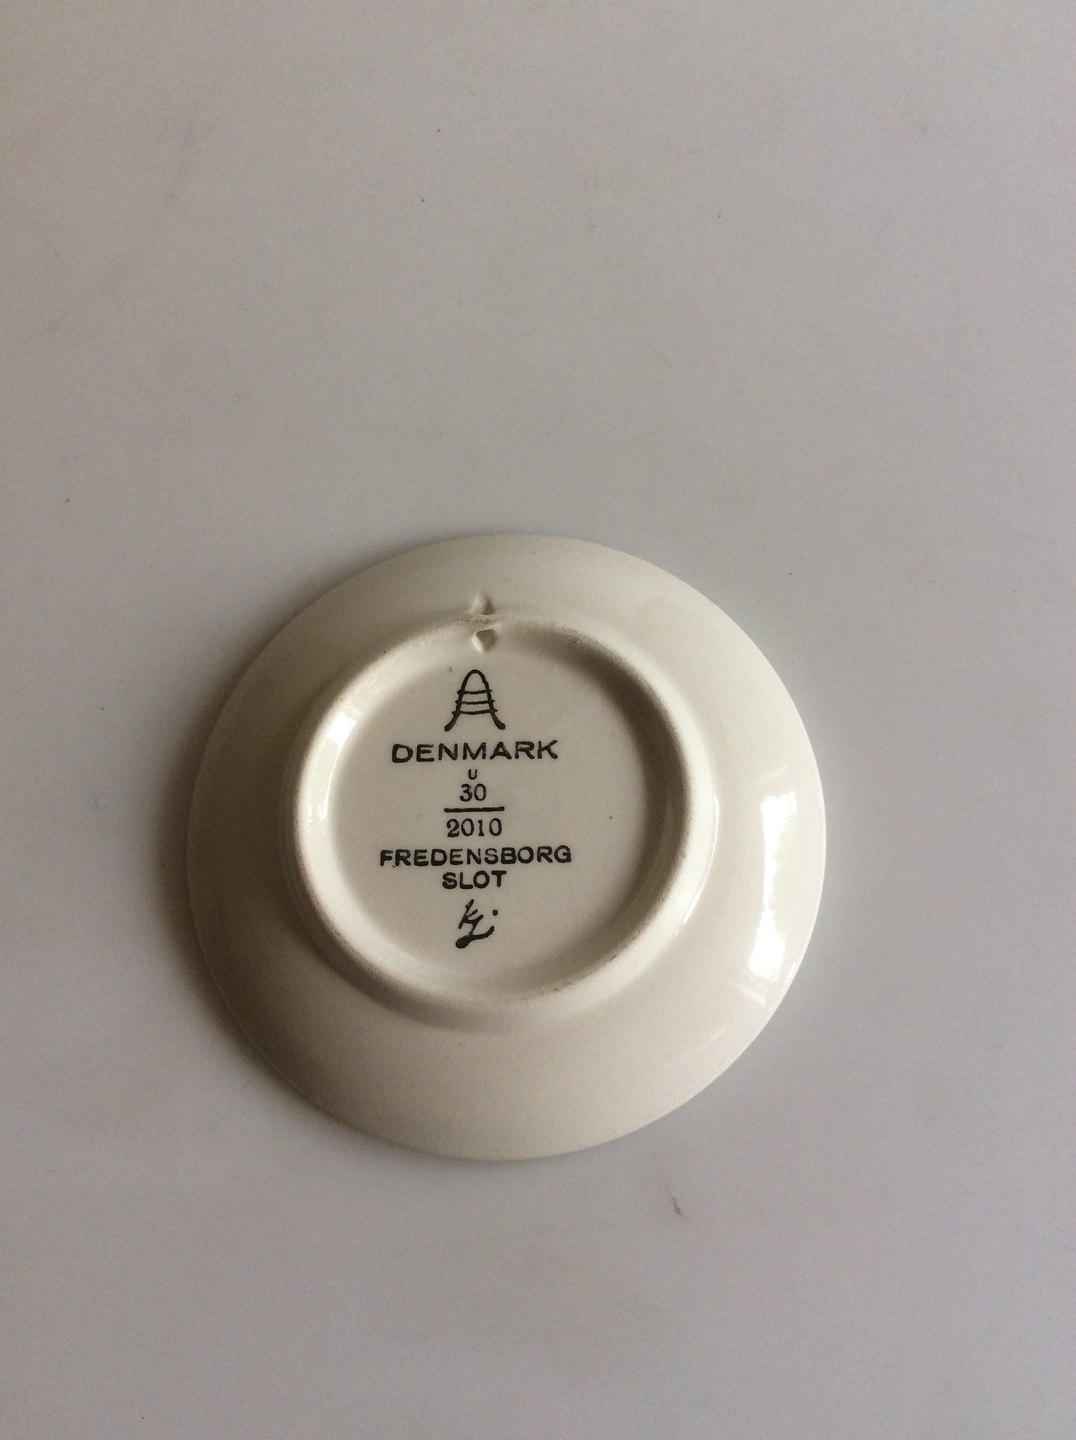 DENMARK
U
30
2010
FREDENSBORG
SLOT